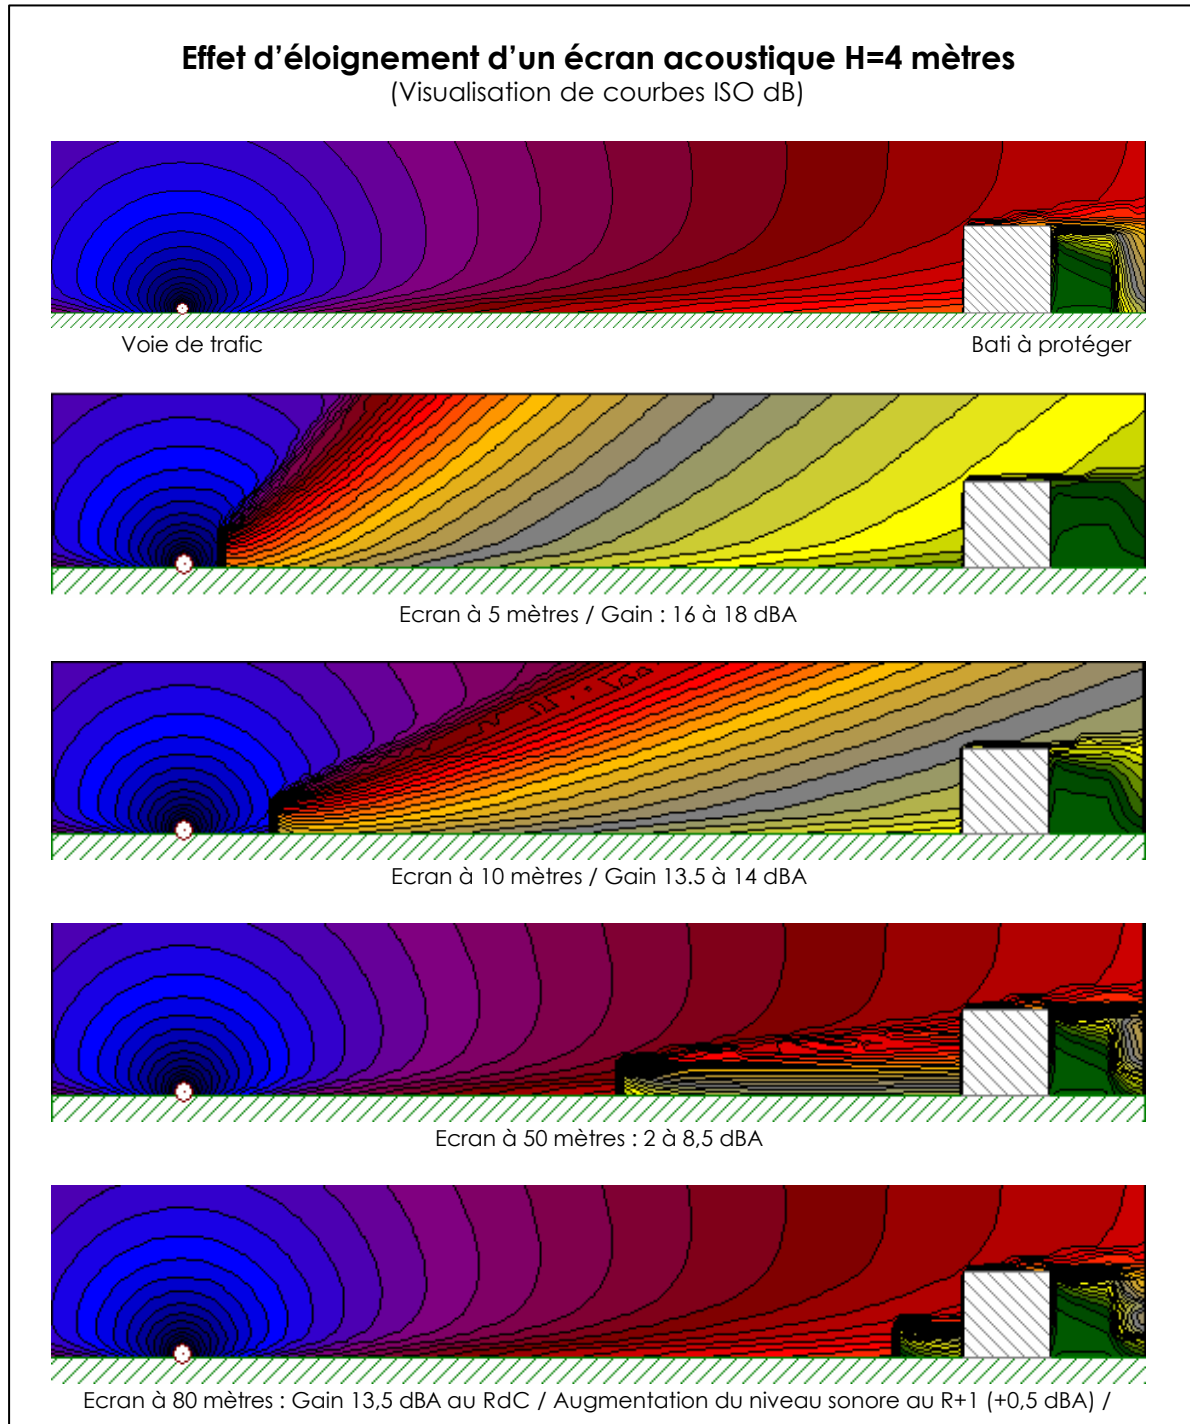 Effet d’éloignement d’un écran acoustique H=4 mètres
(Visualisation de courbes ISO dB)
Voie de trafic
Bati à protéger
Ecran à 5 mètres / Gain : 16 à 18 dBA
Ecran à 10 mètres / Gain 13.5 à 14 dBA
Ecran à 50 mètres : 2 à 8,5 dBA
Ecran à 80 mètres : Gain 13,5 dBA au RdC / Augmentation du niveau sonore au R+1 (+0,5 dBA) /